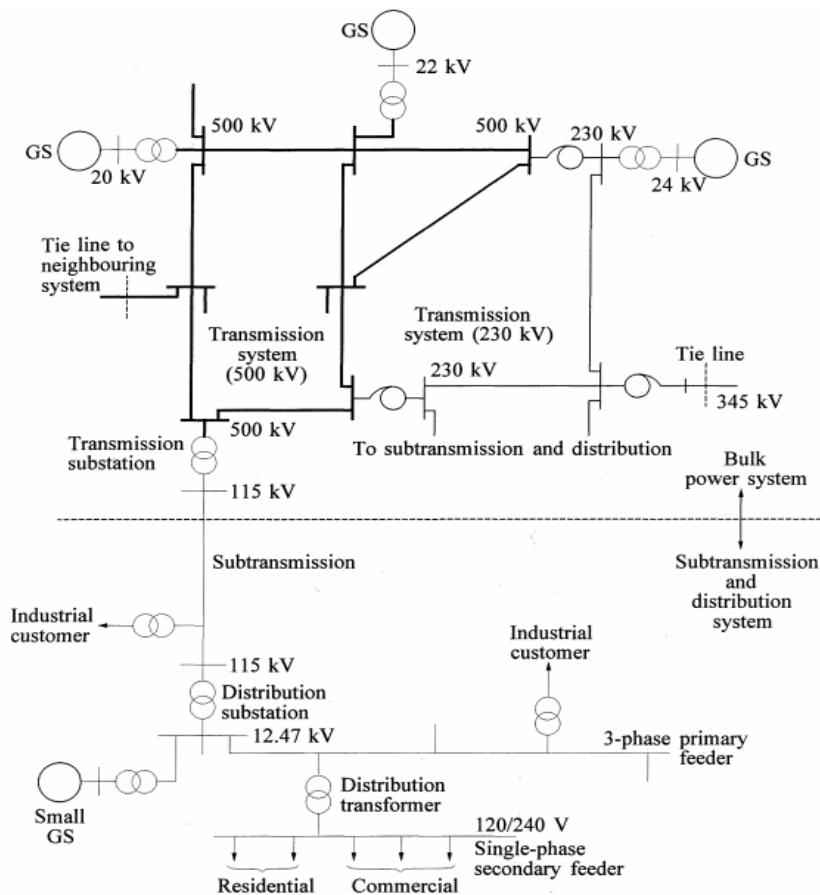 GS
22 kV
500 kV
500 kV
230 kV
GS
20 kV
24 kV
GS
Tie line to
neighbouring
system
Transmission
system
(500 kV)
Transmission
system (230 kV)
Tie line
230 kV
345 kV
500 kV
To subtransmission and distribution
Transmission
substation
Bulk
power system
115 kV
Subtransmission
Subtransmission
and
distribution
system
Industrial
customer
Industrial
customer
115 kV
Distribution
substation
12.47 kV
3-phase primary
feeder
Small
GS
Distribution
transformer
120/240 V
Single-phase
secondary feeder
Residential
Commercial